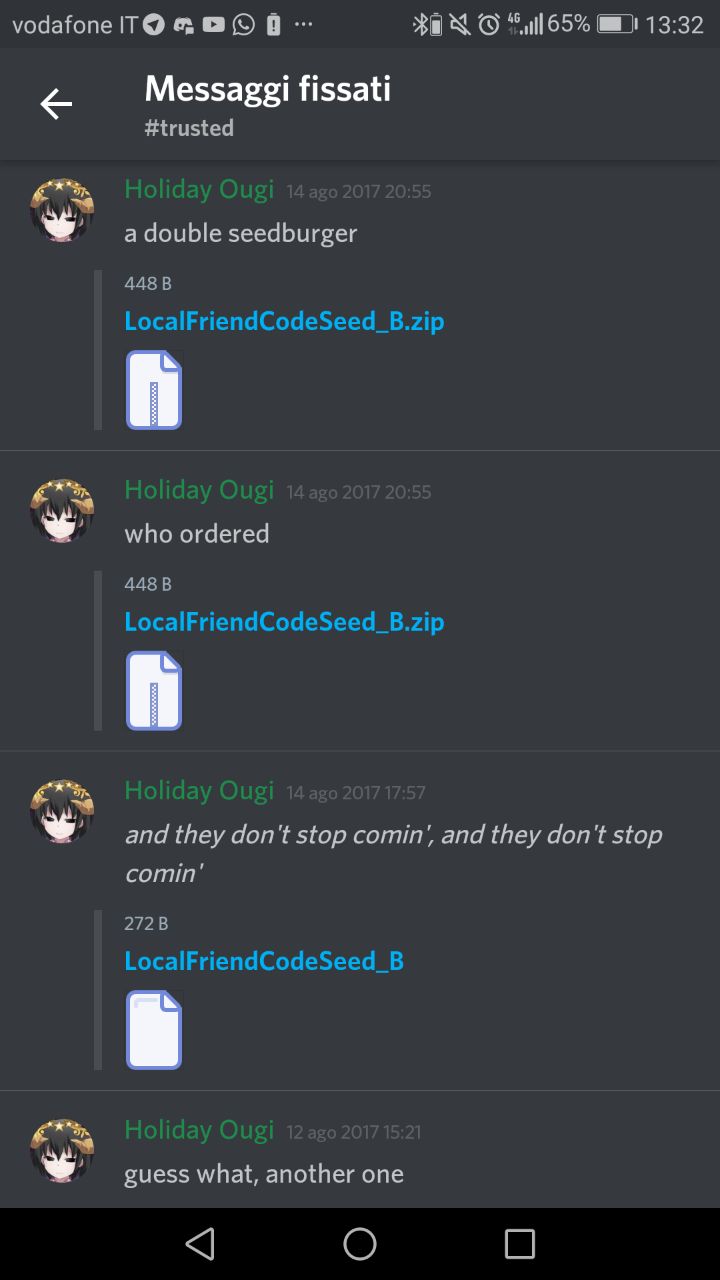 vodafone IT ... 4G 65% 13:32
Messaggi fissati
#trusted
Holiday Ougi 14 ago 2017 20:55
a double seedburger
448 B
LocalFriendCodeSeed_B.zip
Holiday Ougi 14 ago 2017 20:55
who ordered
448 B
LocalFriendCodeSeed_B.zip
Holiday Ougi 14 ago 2017 17:57
and they don't stop comin', and they don't stop
comin'
272 B
LocalFriendCodeSeed_B
Holiday Ougi 12 ago 2017 15:21
guess what, another one